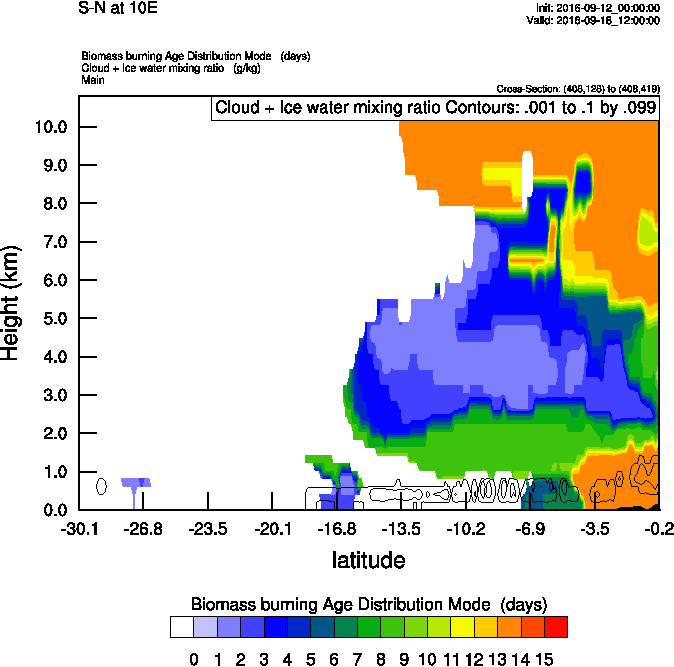 S-N at 10E
Init: 2016-09-12_00:00:00
Valid: 2016-09-16_12:00:00
Biomass burning Age Distribution Mode (days)
Cloud + Ice water mixing ratio (g/kg)
Main
Cross-Section: (408,128) to (408,419)
Cloud + Ice water mixing ratio Contours: .001 to .1 by .099
10.0
9.0
8.0
7.0
6.0
5.0
4.0
3.0
2.0
1.0
0.0
Height (km)
-30.1 -26.8 -23.5 -20.1 -16.8 -13.5 -10.2 -6.9 -3.5 -0.2
latitude
Biomass burning Age Distribution Mode (days)
0 1 2 3 4 5 6 7 8 9 10 11 12 13 14 15